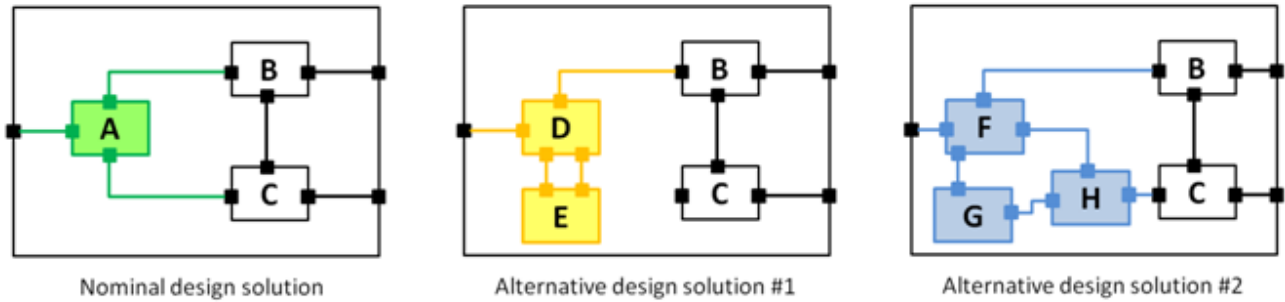 B
A
C
Nominal design solution
B
D
C
E
Alternative design solution #1
B
F
C
H
G
Alternative design solution #2